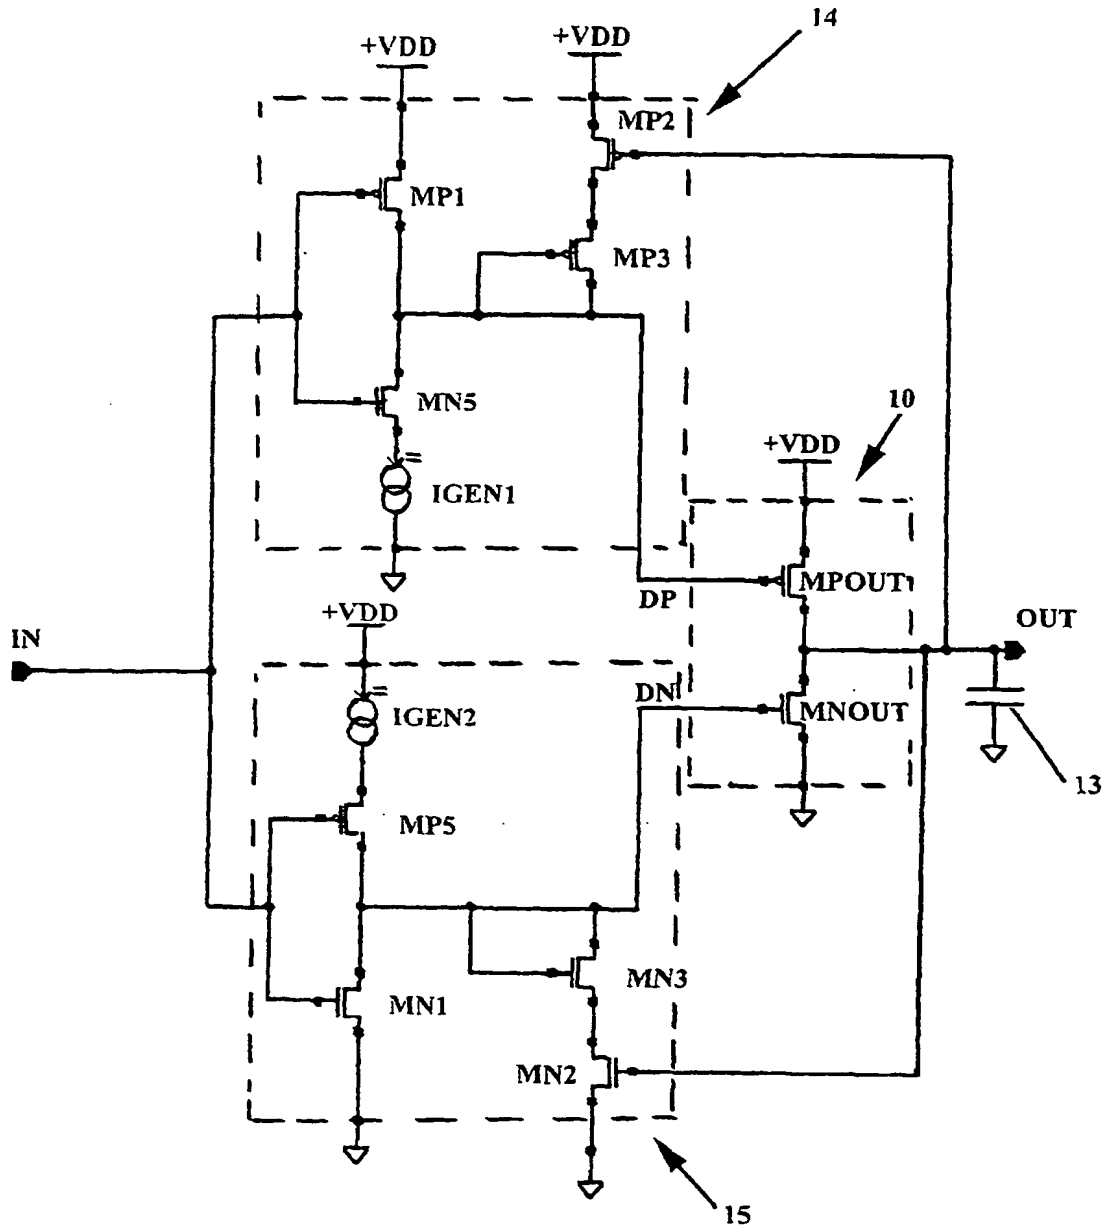 14
+VDD
+VDD
MP2
MP1
MP3
MN5
10
+VDD
IGEN1
MPOUT
DP
+VDD
OUT
IN
DN
IGEN2
MNOUT
13
MP5
MN3
MN1
MN2
15